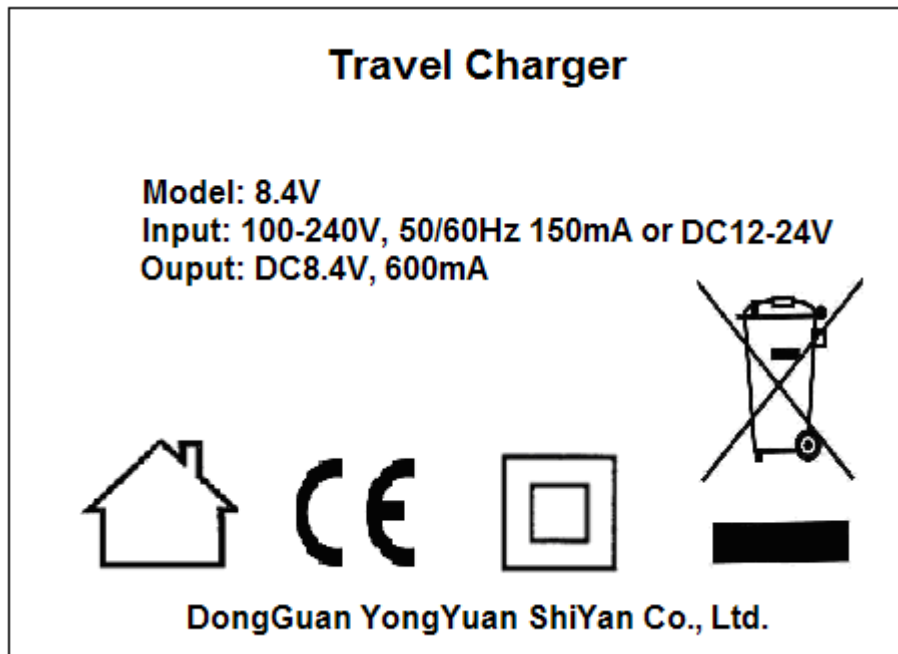 Travel Charger
Model: 8.4V
Input: 100-240V, 50/60Hz 150mA or DC12-24V
Ouput: DC8.4V, 600mA
CE
DongGuan YongYuan ShiYan Co., Ltd.